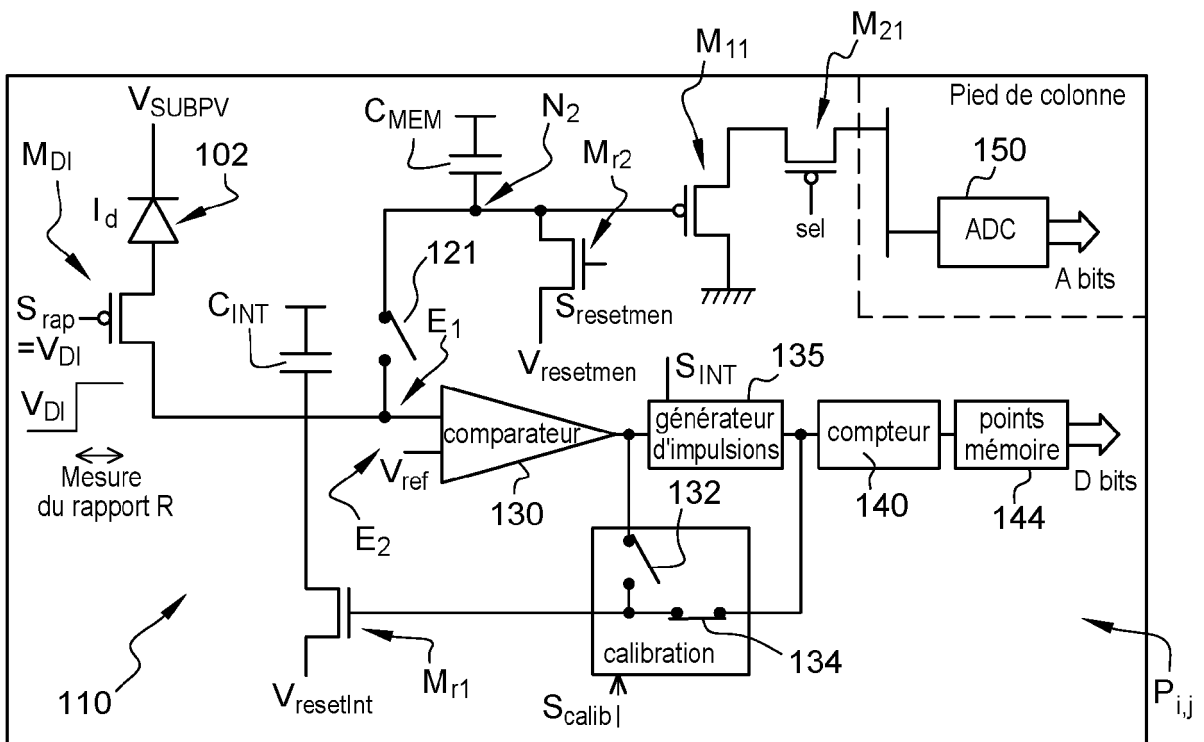 M11
M21
Pied de colonne
VSUBPV
CMEM
N2
Mr2
MDI
102
150
Id
ADC
sel
A bits
121
Srap
=VDI
CINT
E1
Sresetmen
Vresetmen
SINT
135
VDI
comparateur
générateur
d'impulsions
compteur
points
mémoire
Vref
D bits
Mesure
du rapport R
130
132
140
144
E2
calibration
134
110
Mr1
VresetInt
Scalib
Pi,j